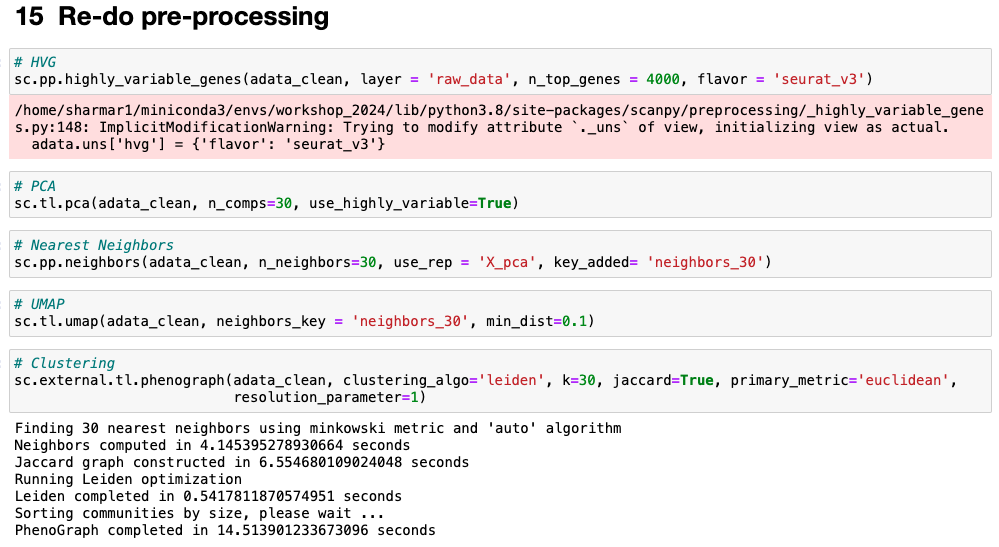 15 Re-do pre-processing
# HVG
sc.pp.highly_variable_genes(adata_clean, layer = 'raw_data', n_top_genes = 4000, flavor = 'seurat_v3')
/home/sharmar1/miniconda3/envs/workshop_2024/lib/python3.8/site-packages/scanpy/preprocessing/_highly_variable_gene
s.py:148: ImplicitModificationWarning: Trying to modify attribute `._uns` of view, initializing view as actual.
  adata.uns['hvg'] = {'flavor': 'seurat_v3'}
# PCA
sc.tl.pca(adata_clean, n_comps=30, use_highly_variable=True)
# Nearest Neighbors
sc.pp.neighbors(adata_clean, n_neighbors=30, use_rep = 'X_pca', key_added= 'neighbors_30')
# UMAP
sc.tl.umap(adata_clean, neighbors_key = 'neighbors_30', min_dist=0.1)
# Clustering
sc.external.tl.phenograph(adata_clean, clustering_algo='leiden', k=30, jaccard=True, primary_metric='euclidean',
                          resolution_parameter=1)
Finding 30 nearest neighbors using minkowski metric and 'auto' algorithm
Neighbors computed in 4.145395278930664 seconds
Jaccard graph constructed in 6.554680109024048 seconds
Running Leiden optimization
Leiden completed in 0.5417811870574951 seconds
Sorting communities by size, please wait ...
PhenoGraph completed in 14.513901233673096 seconds